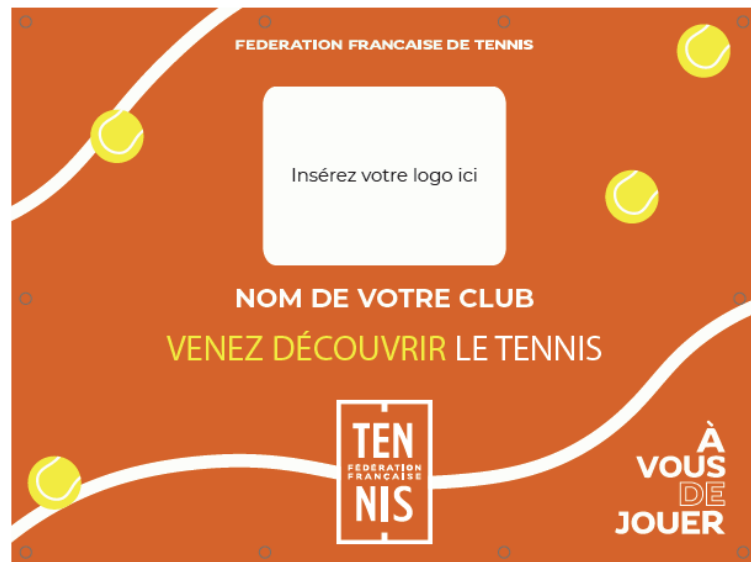 FEDERATION FRANCAISE DE TENNIS
Insérez votre logo ici
NOM DE VOTRE CLUB
VENEZ DÉCOUVRIR LE TENNIS
TEN
FÉDÉRATION
FRANÇAISE
NIS
À
VOUS
DE
JOUER